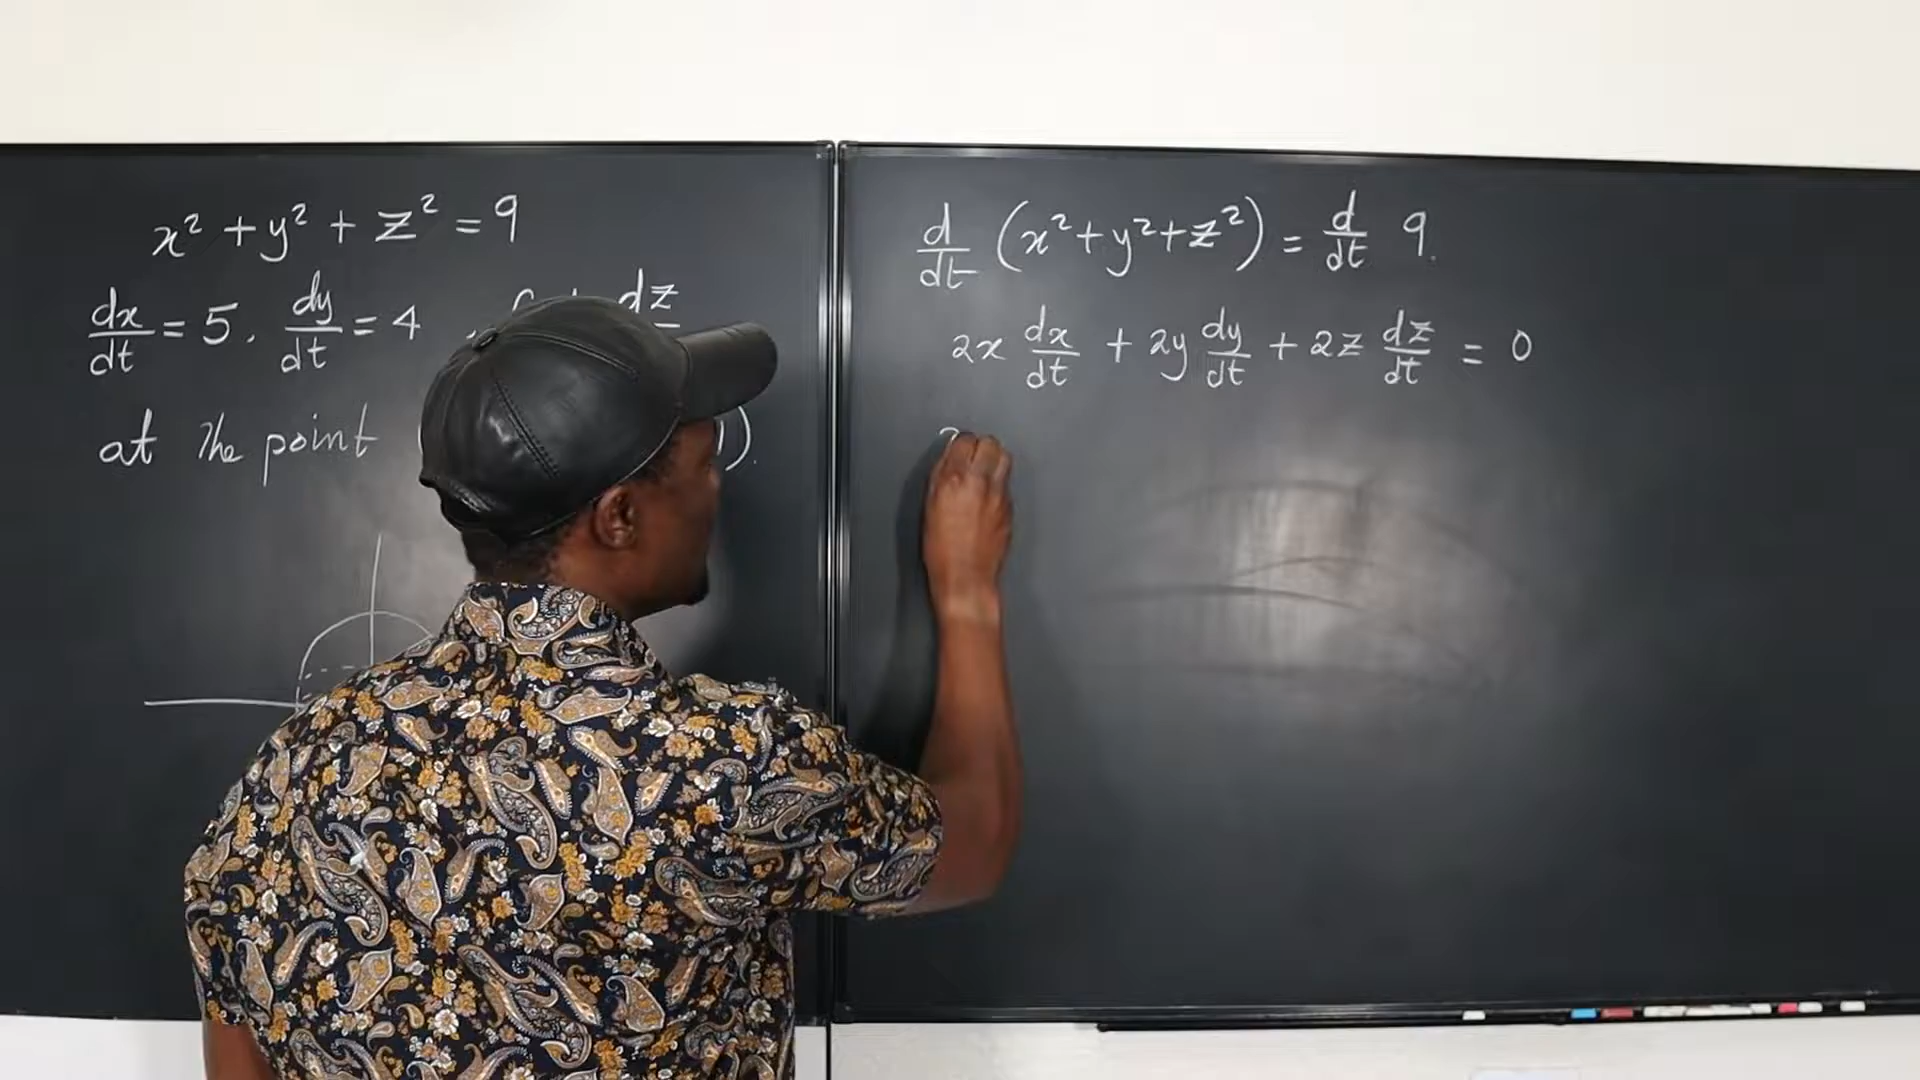 x² + y² + z² = 9
dx/dt = 5, dy/dt = 4, dz
at the point ( 1).
d/dt (x² + y² + z²) = d/dt 9.
2x dx/dt + 2y dy/dt + 2z dz/dt = 0